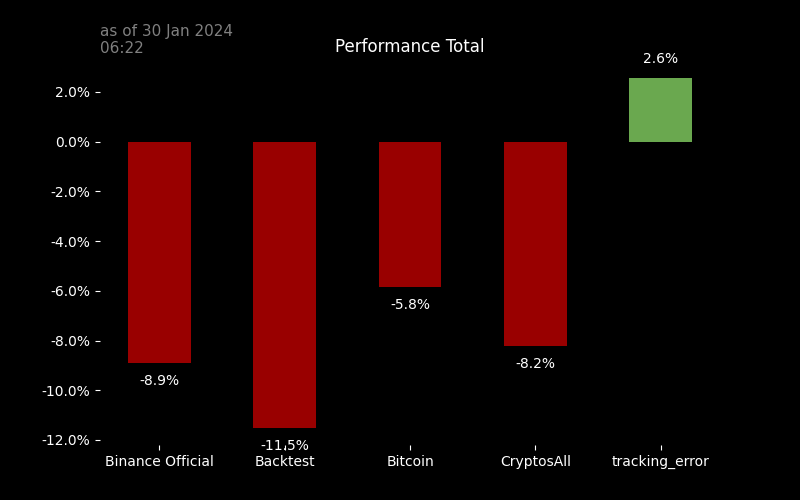 as of 30 Jan 2024
06:22
Performance Total
2.6%
2.0%
0.0%
-2.0%
-4.0%
-6.0%
-8.0%
-10.0%
-12.0%
-8.9%
-11.5%
-5.8%
-8.2%
Binance Official
Backtest
Bitcoin
CryptosAll
tracking_error